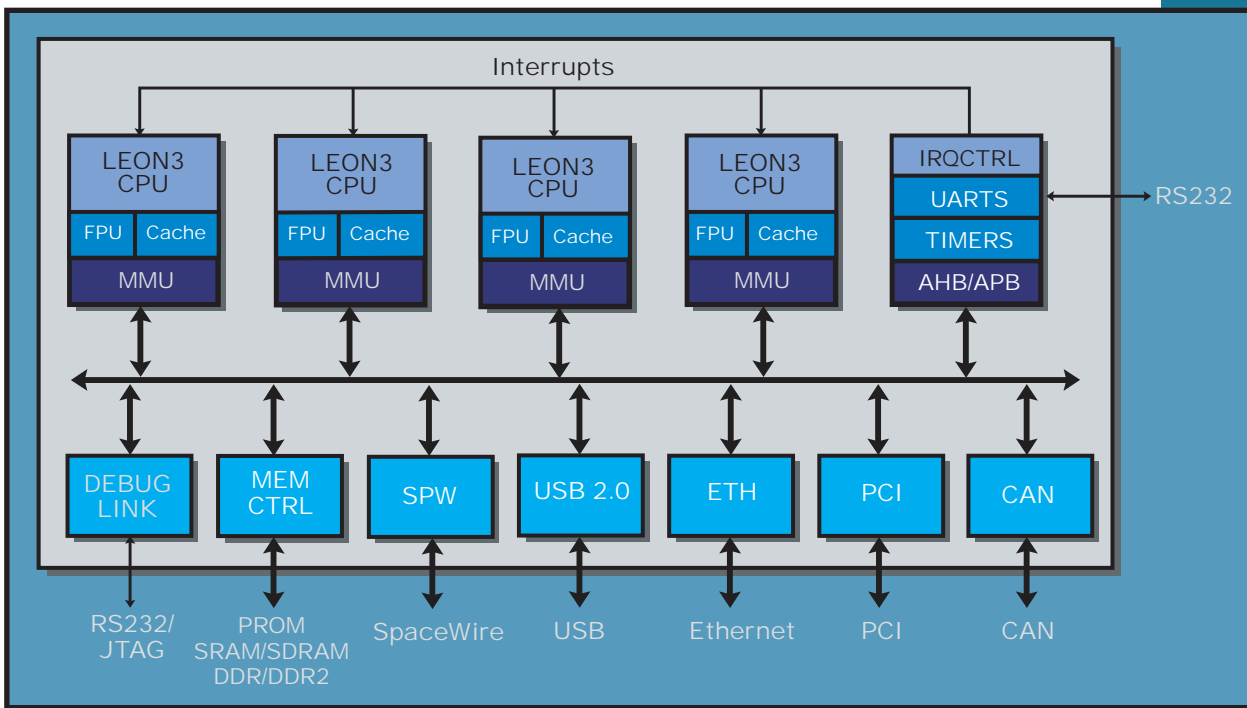 Interrupts
LEON3
CPU
FPU
Cache
MMU
LEON3
CPU
FPU
Cache
MMU
LEON3
CPU
FPU
Cache
MMU
LEON3
CPU
FPU
Cache
MMU
IRQCTRL
UARTS
TIMERS
AHB/APB
RS232
DEBUG
LINK
MEM
CTRL
SPW
USB 2.0
ETH
PCI
CAN
RS232/
JTAG
PROM
SRAM/SDRAM
DDR/DDR2
SpaceWire
USB
Ethernet
PCI
CAN